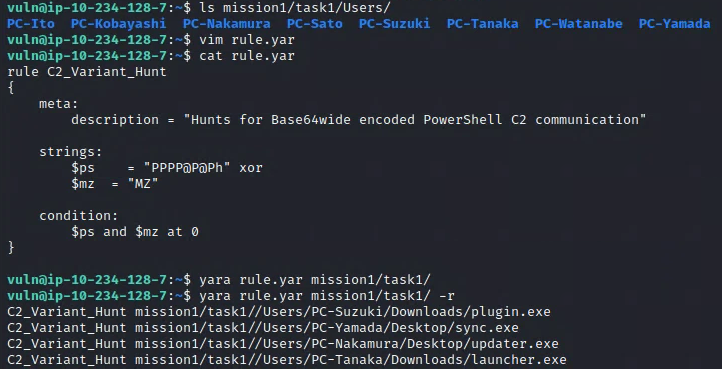 vuln@ip-10-234-128-7:~$ ls mission1/task1/Users/
PC-Ito  PC-Kobayashi  PC-Nakamura  PC-Sato  PC-Suzuki  PC-Tanaka  PC-Watanabe  PC-Yamada
vuln@ip-10-234-128-7:~$ vim rule.yar
vuln@ip-10-234-128-7:~$ cat rule.yar
rule C2_Variant_Hunt
{
    meta:
        description = "Hunts for Base64wide encoded PowerShell C2 communication"
    strings:
        $ps    = "PPPP@P@Ph" xor
        $mz  = "MZ"
    condition:
        $ps and $mz at 0
}
vuln@ip-10-234-128-7:~$ yara rule.yar mission1/task1/
vuln@ip-10-234-128-7:~$ yara rule.yar mission1/task1/ -r
C2_Variant_Hunt mission1/task1//Users/PC-Suzuki/Downloads/plugin.exe
C2_Variant_Hunt mission1/task1//Users/PC-Yamada/Desktop/sync.exe
C2_Variant_Hunt mission1/task1//Users/PC-Nakamura/Desktop/updater.exe
C2_Variant_Hunt mission1/task1//Users/PC-Tanaka/Downloads/launcher.exe